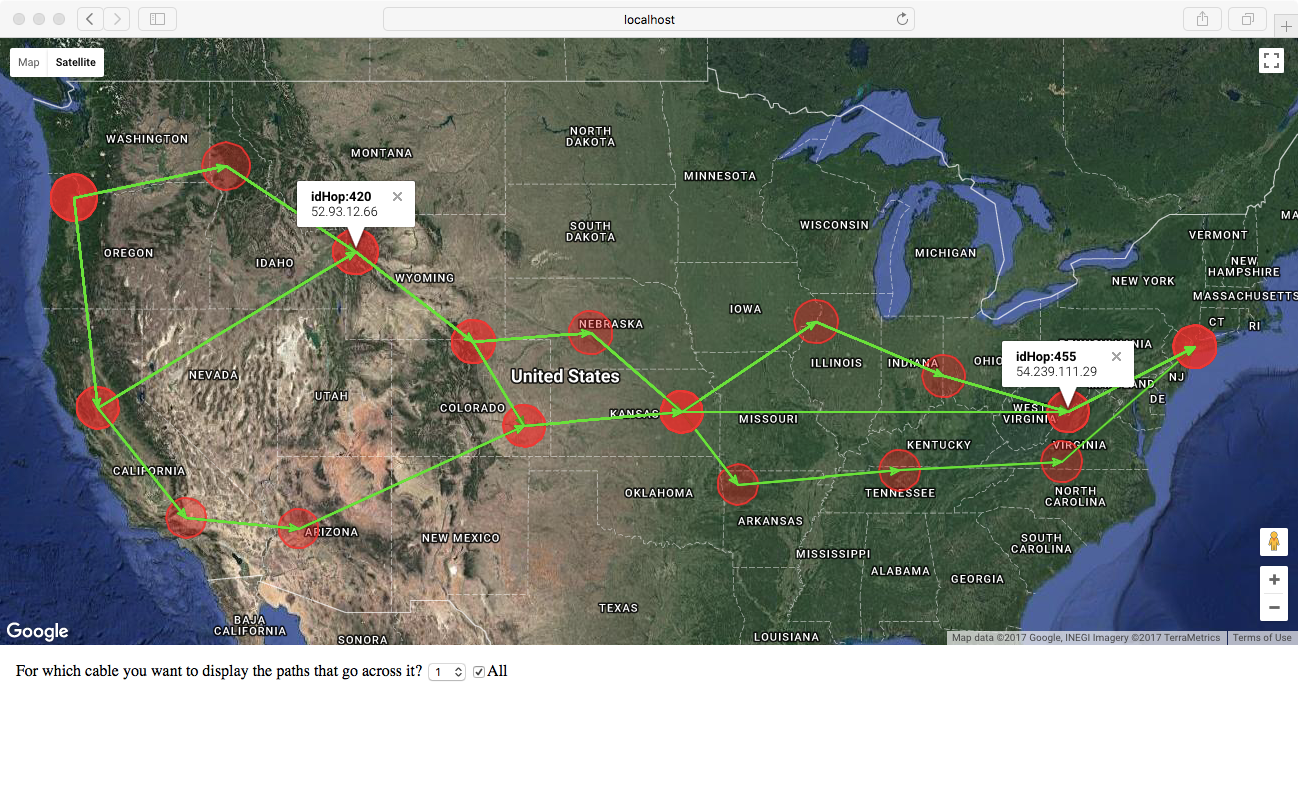 localhost
Map Satellite
WASHINGTON
MONTANA
NORTH
DAKOTA
MINNESOTA
idHop:420
52.93.12.66
OREGON
IDAHO
WYOMING
SOUTH
DAKOTA
WISCONSIN
MICHIGAN
MA
VERMONT
NEW
HAMPSHIRE
NEW YORK
MASSACHUSETTS
CT
RI
IOWA
NEBRASKA
ILLINOIS
INDIANA
OHIO
idHop:455
54.239.111.29
NJ
DE
NEVADA
UTAH
United States
COLORADO
KANSAS
MISSOURI
WEST
VIRGINIA
KENTUCKY
VIRGINIA
CALIFORNIA
OKLAHOMA
TENNESSEE
NORTH
CAROLINA
ARIZONA
NEW MEXICO
ARKANSAS
MISSISSIPPI
SOUTH
CAROLINA
ALABAMA
GEORGIA
TEXAS
LOUISIANA
BAJA
CALIFORNIA
SONORA
Google
Map data ©2017 Google, INEGI Imagery ©2017 TerraMetrics
Terms of Use
For which cable you want to display the paths that go across it? 1 All